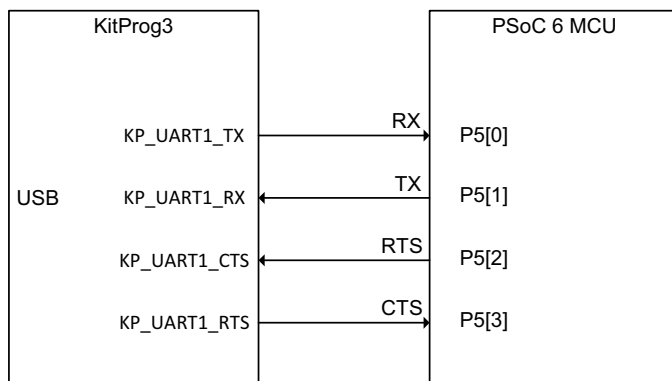 KitProg3
PSoC 6 MCU
KP_UART1_TX
RX
P5[0]
USB
KP_UART1_RX
TX
P5[1]
KP_UART1_CTS
RTS
P5[2]
KP_UART1_RTS
CTS
P5[3]